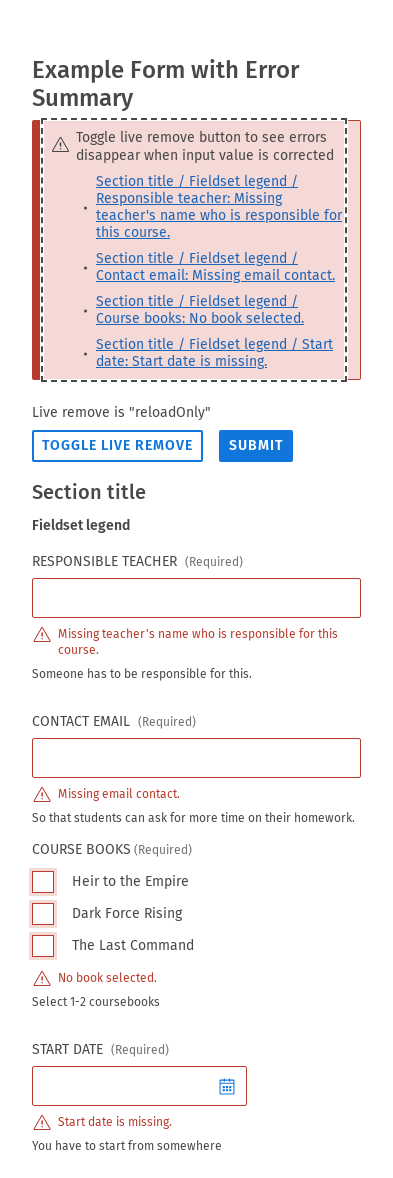 Example Form with Error
Summary
Toggle live remove button to see errors
disappear when input value is corrected
Section title / Fieldset legend /
Responsible teacher: Missing
teacher's name who is responsible for
this course.
Section title / Fieldset legend /
Contact email: Missing email contact.
Section title / Fieldset legend /
Course books: No book selected.
Section title / Fieldset legend / Start
date: Start date is missing.
Live remove is "reloadOnly"
TOGGLE LIVE REMOVE SUBMIT
Section title
Fieldset legend
RESPONSIBLE TEACHER (Required)
Missing teacher's name who is responsible for this
course.
Someone has to be responsible for this.
CONTACT EMAIL (Required)
Missing email contact.
So that students can ask for more time on their homework.
COURSE BOOKS (Required)
Heir to the Empire
Dark Force Rising
The Last Command
No book selected.
Select 1-2 coursebooks
START DATE (Required)
Start date is missing.
You have to start from somewhere